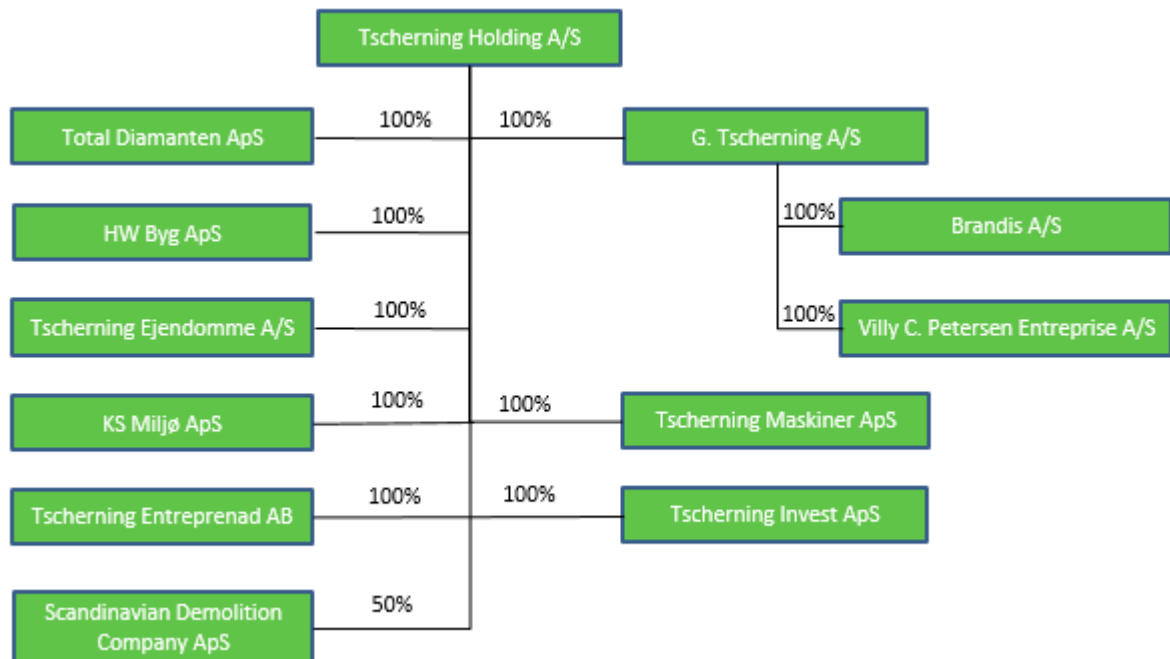 Tscherning Holding A/S
100%
100%
Total Diamanten ApS
G. Tscherning A/S
100%
100%
HW Byg ApS
Brandis A/S
100%
100%
Tscherning Ejendomme A/S
Villy C. Petersen Entreprise A/S
100%
100%
KS Miljø ApS
Tscherning Maskiner ApS
100%
100%
Tscherning Entreprenad AB
Tscherning Invest ApS
50%
Scandinavian Demolition
Company ApS